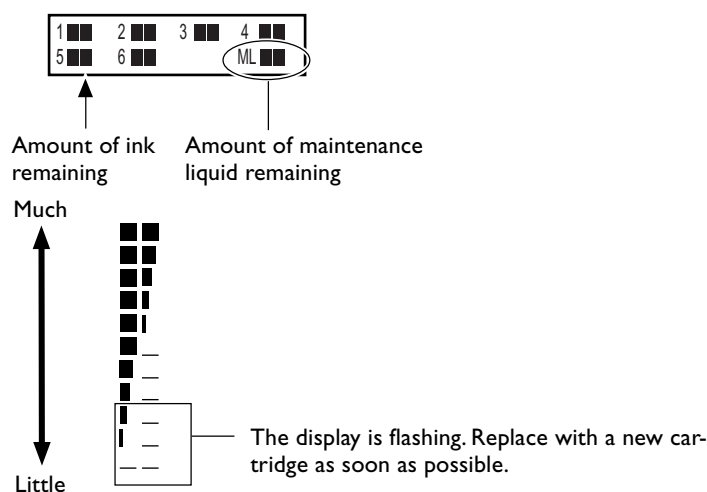 1 ■■ 2 ■■ 3 ■■ 4 ■■
5 ■■ 6 ■■ ML ■■
Amount of ink
remaining
Amount of maintenance
liquid remaining
Much
The display is flashing. Replace with a new car-
tridge as soon as possible.
Little